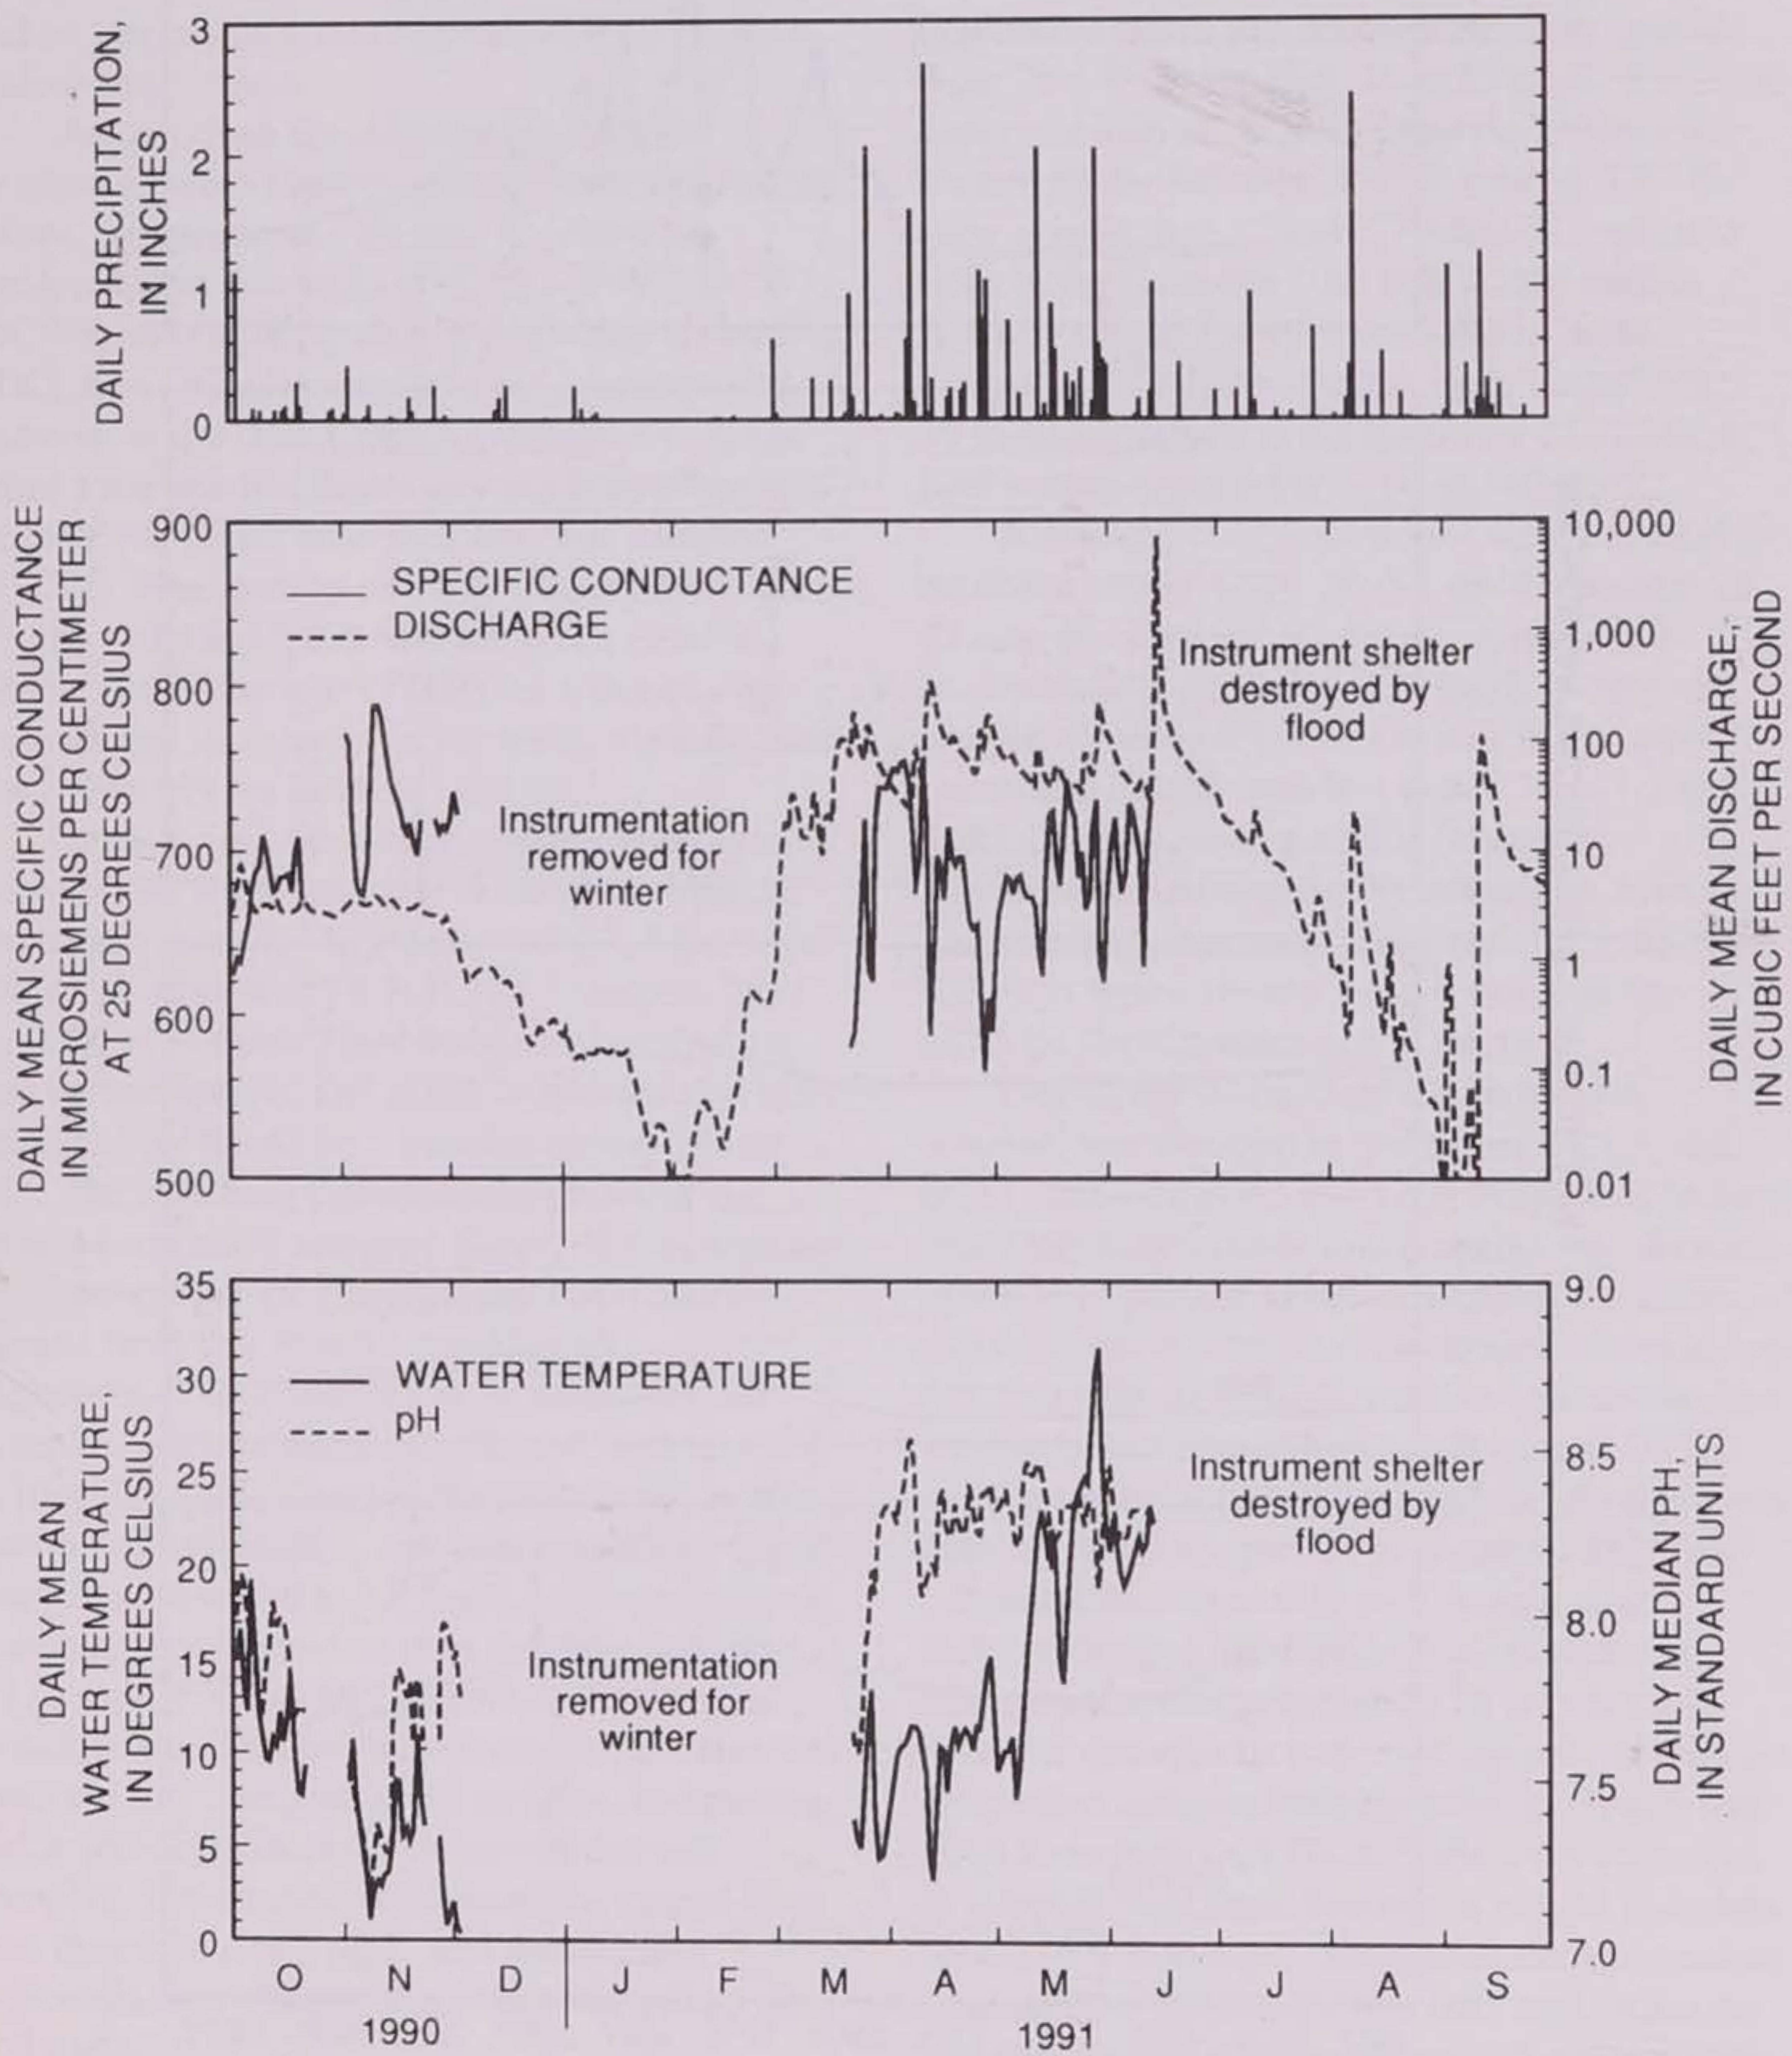 DAILY PRECIPITATION,
IN INCHES
3
2
1
0
DAILY MEAN SPECIFIC CONDUCTANCE
IN MICROSIEMENS PER CENTIMETER
AT 25 DEGREES CELSIUS
900
800
700
600
500
SPECIFIC CONDUCTANCE
DISCHARGE
Instrumentation
removed for
winter
Instrument shelter
destroyed by
flood
10,000
1,000
100
10
1
0.1
0.01
DAILY MEAN DISCHARGE,
IN CUBIC FEET PER SECOND
DAILY MEAN
WATER TEMPERATURE,
IN DEGREES CELSIUS
35
30
25
20
15
10
5
0
WATER TEMPERATURE
pH
Instrumentation
removed for
winter
Instrument shelter
destroyed by
flood
9.0
8.5
8.0
7.5
7.0
DAILY MEDIAN PH,
IN STANDARD UNITS
O N D J F M A M J J A S
1990 1991